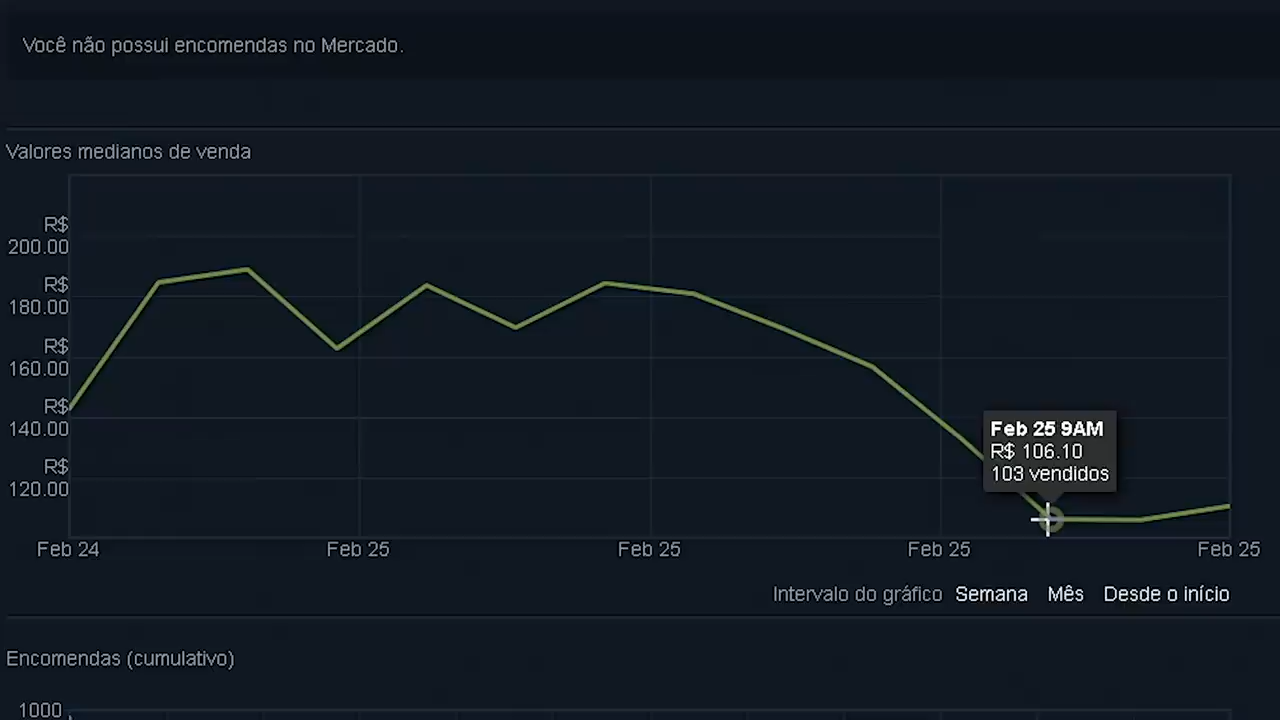 Você não possui encomendas no Mercado.
Valores medianos de venda
R$
200.00
R$
180.00
R$
160.00
R$
140.00
R$
120.00
Feb 25 9AM
R$ 106.10
103 vendidos
Feb 24 Feb 25 Feb 25 Feb 25 Feb 25
Intervalo do gráfico Semana Mês Desde o início
Encomendas (cumulativo)
1000